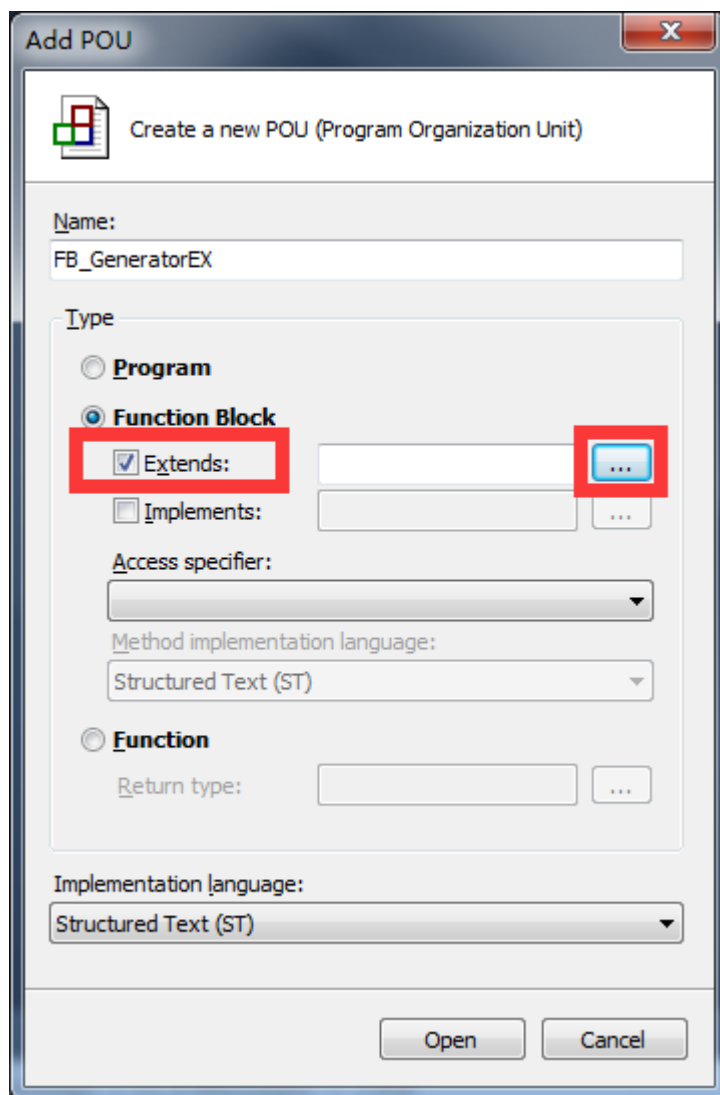 Add POU
Create a new POU (Program Organization Unit)
Name:
FB_GeneratorEX
Type
Program
Function Block
Extends:
...
Implements:
...
Access specifier:
Method implementation language:
Structured Text (ST)
Function
Return type:
...
Implementation language:
Structured Text (ST)
Open Cancel